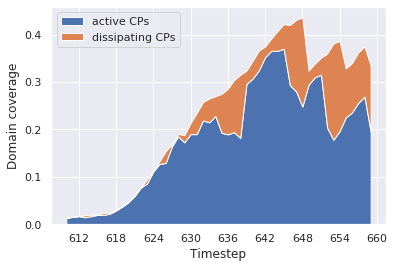 active CPs
dissipating CPs
Domain coverage
0.4
0.3
0.2
0.1
0.0
612 618 624 630 636 642 648 654 660
Timestep